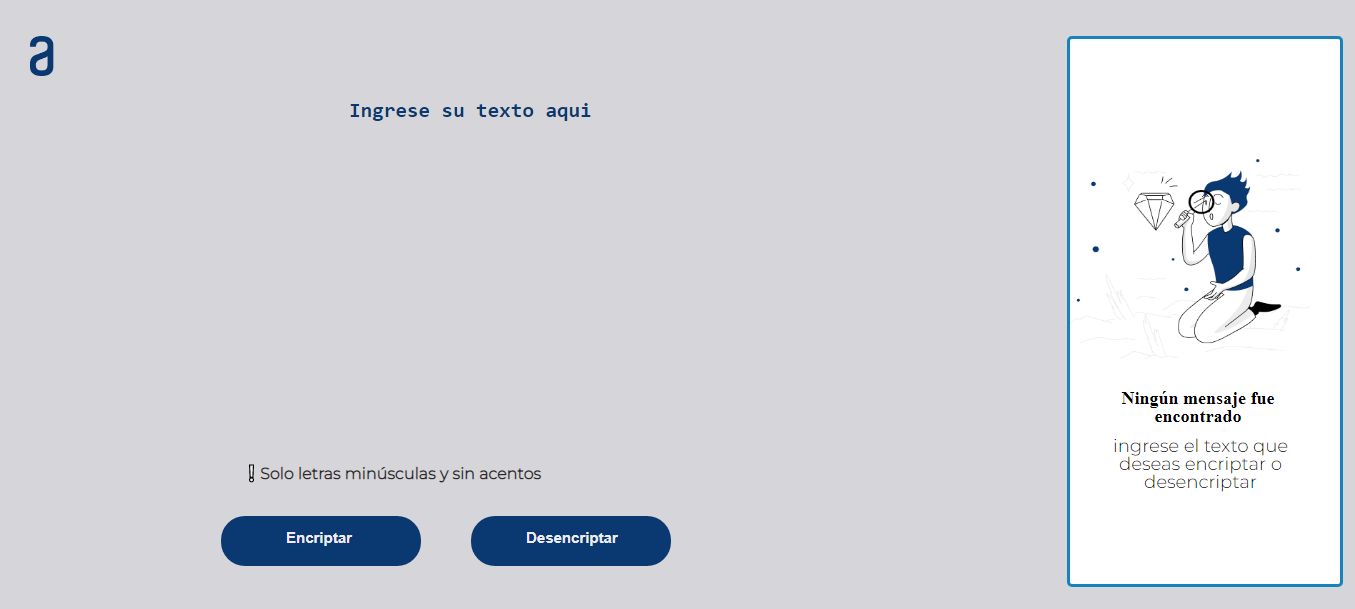 a
Ingrese su texto aqui
Solo letras minúsculas y sin acentos
Encriptar
Desencriptar
Ningún mensaje fue
encontrado
ingrese el texto que
deseas encriptar o
desencriptar